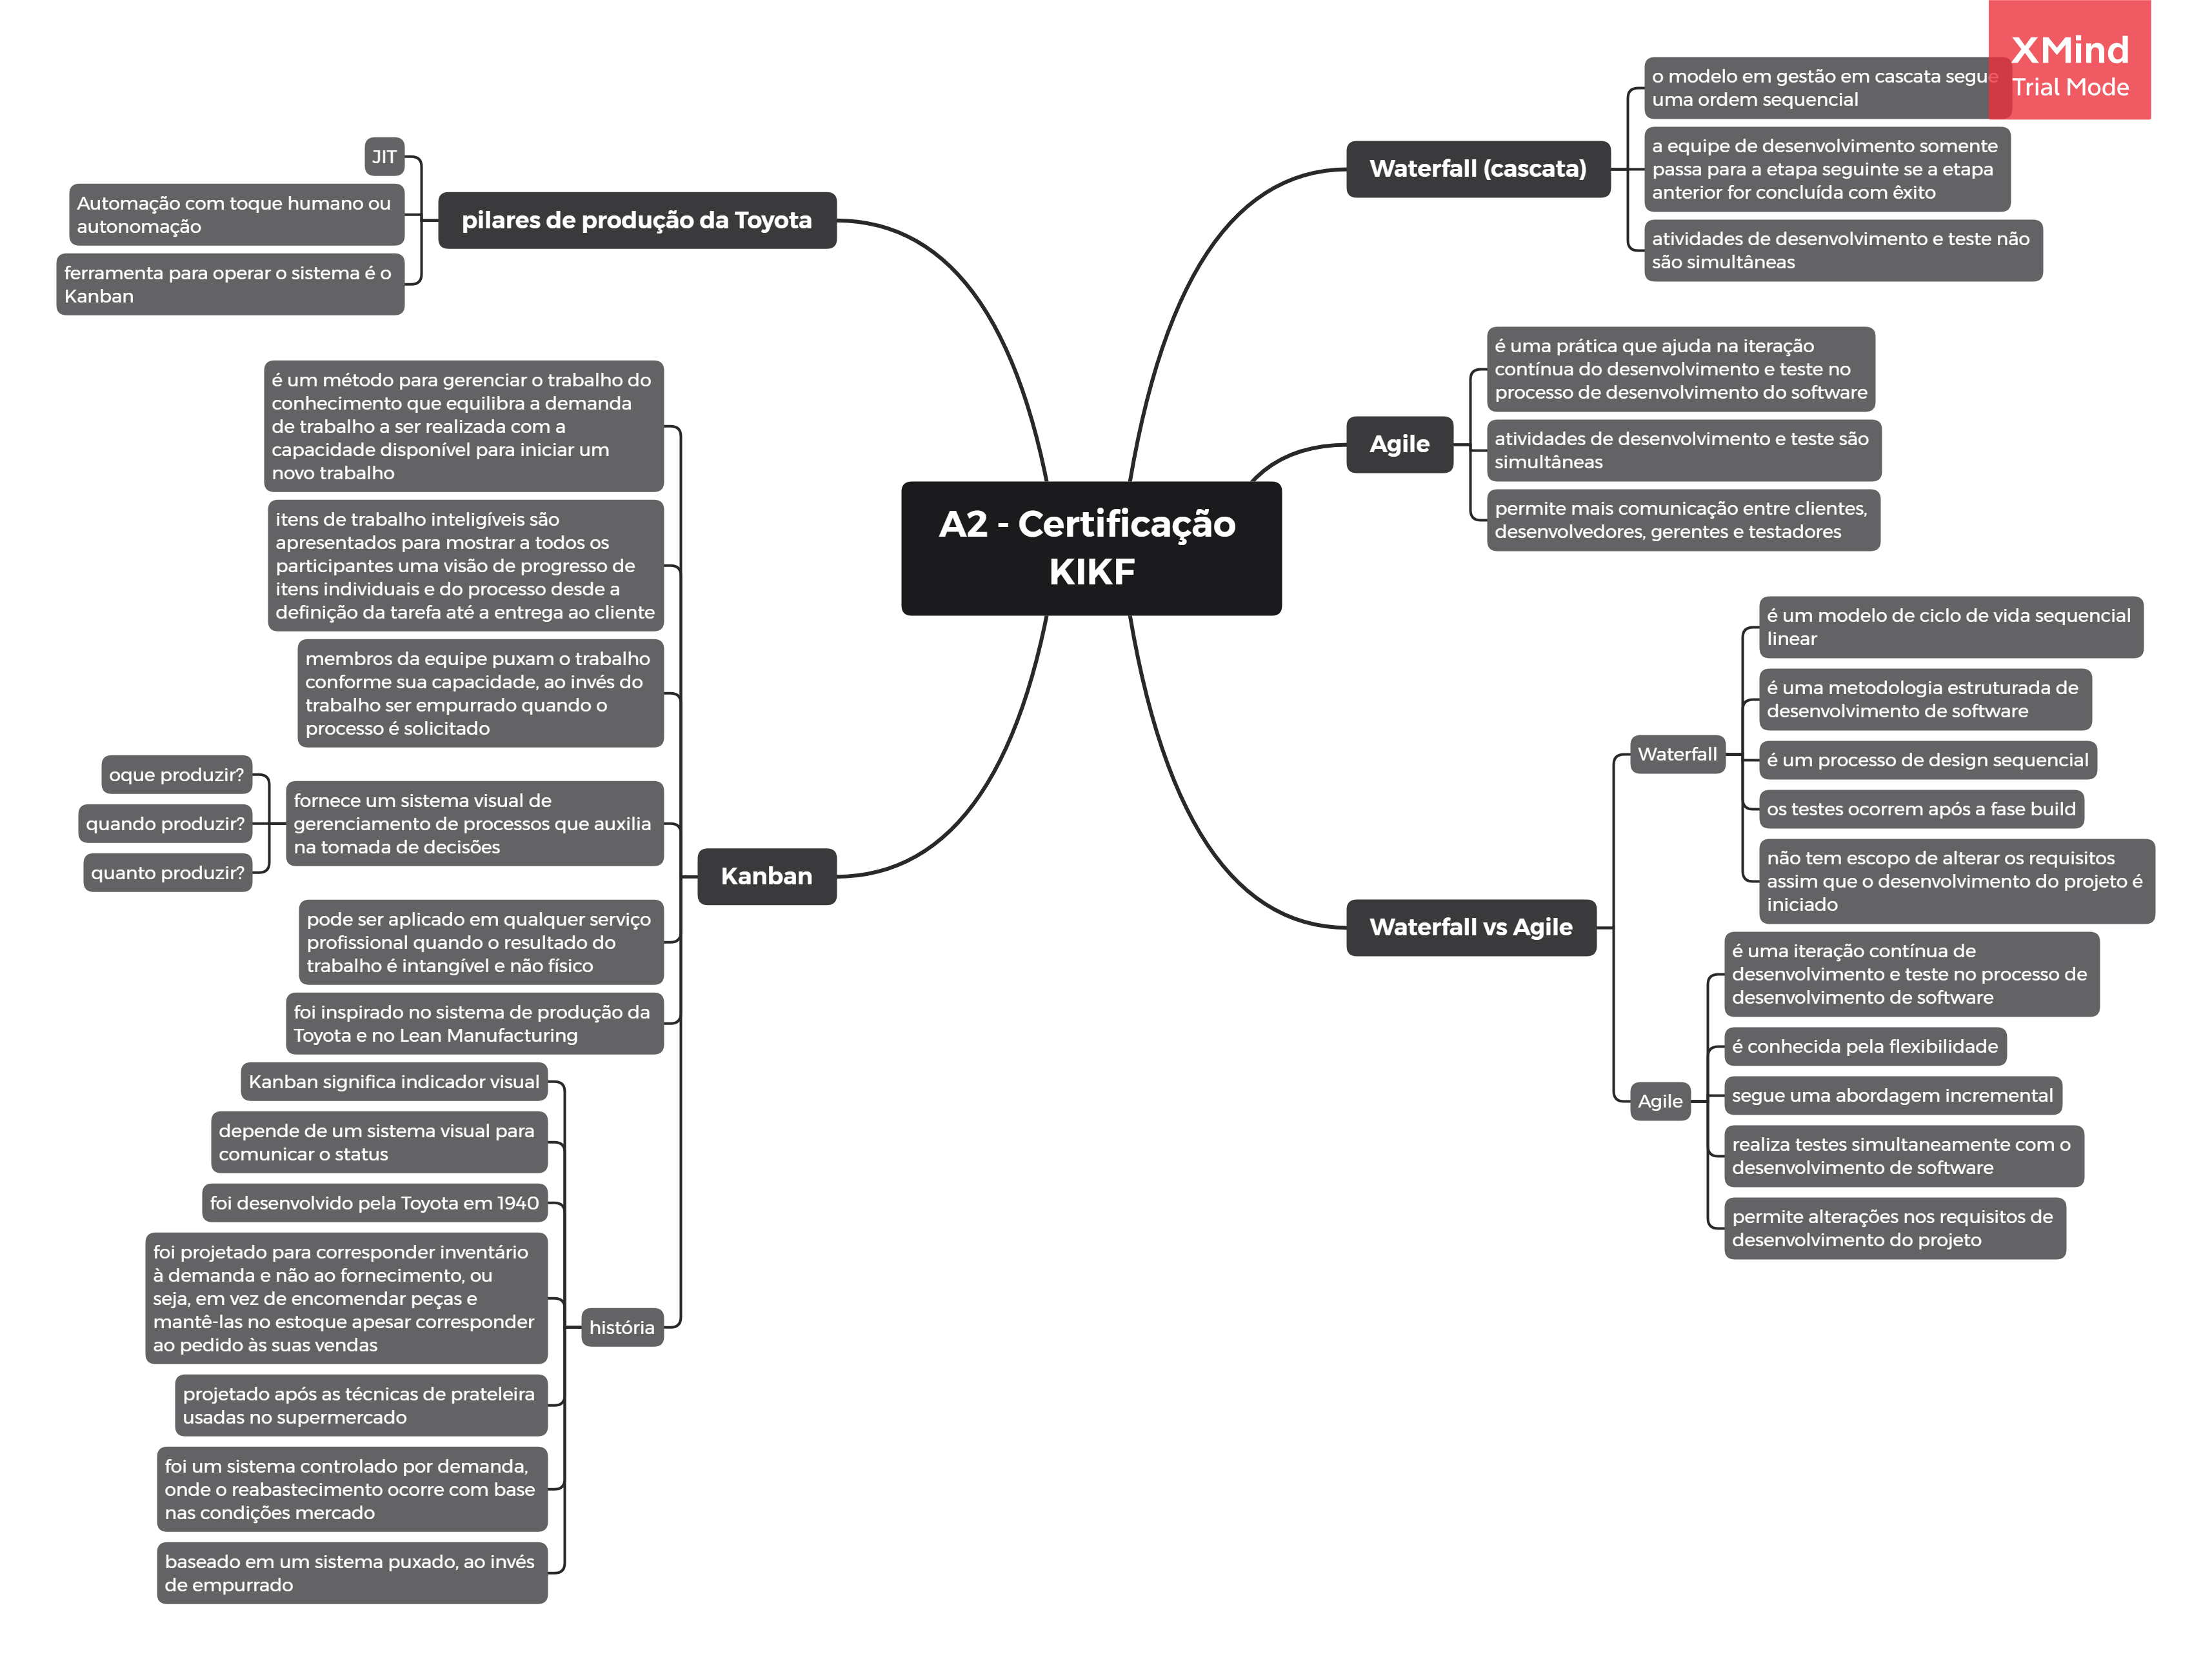 XMind
Trial Mode
A2 - Certificação
KIKF
Waterfall (cascata)
o modelo em gestão em cascata segue
uma ordem sequencial
a equipe de desenvolvimento somente
passa para a etapa seguinte se a etapa
anterior for concluída com êxito
atividades de desenvolvimento e teste não
são simultâneas
Agile
é uma prática que ajuda na iteração
contínua do desenvolvimento e teste no
processo de desenvolvimento do software
atividades de desenvolvimento e teste são
simultâneas
permite mais comunicação entre clientes,
desenvolvedores, gerentes e testadores
Waterfall vs Agile
Waterfall
é um modelo de ciclo de vida sequencial
linear
é uma metodologia estruturada de
desenvolvimento de software
é um processo de design sequencial
os testes ocorrem após a fase build
não tem escopo de alterar os requisitos
assim que o desenvolvimento do projeto é
iniciado
Agile
é uma iteração contínua de
desenvolvimento e teste no processo de
desenvolvimento de software
é conhecida pela flexibilidade
segue uma abordagem incremental
realiza testes simultaneamente com o
desenvolvimento de software
permite alterações nos requisitos de
desenvolvimento do projeto
pilares de produção da Toyota
JIT
Automação com toque humano ou
autonomação
ferramenta para operar o sistema é o
Kanban
Kanban
é um método para gerenciar o trabalho do
conhecimento que equilibra a demanda
de trabalho a ser realizada com a
capacidade disponível para iniciar um
novo trabalho
itens de trabalho inteligíveis são
apresentados para mostrar a todos os
participantes uma visão de progresso de
itens individuais e do processo desde a
definição da tarefa até a entrega ao cliente
membros da equipe puxam o trabalho
conforme sua capacidade, ao invés do
trabalho ser empurrado quando o
processo é solicitado
fornece um sistema visual de
gerenciamento de processos que auxilia
na tomada de decisões
oque produzir?
quando produzir?
quanto produzir?
pode ser aplicado em qualquer serviço
profissional quando o resultado do
trabalho é intangível e não físico
foi inspirado no sistema de produção da
Toyota e no Lean Manufacturing
história
Kanban significa indicador visual
depende de um sistema visual para
comunicar o status
foi desenvolvido pela Toyota em 1940
foi projetado para corresponder inventário
à demanda e não ao fornecimento, ou
seja, em vez de encomendar peças e
mantê-las no estoque apesar corresponder
ao pedido às suas vendas
projetado após as técnicas de prateleira
usadas no supermercado
foi um sistema controlado por demanda,
onde o reabastecimento ocorre com base
nas condições mercado
baseado em um sistema puxado, ao invés
de empurrado